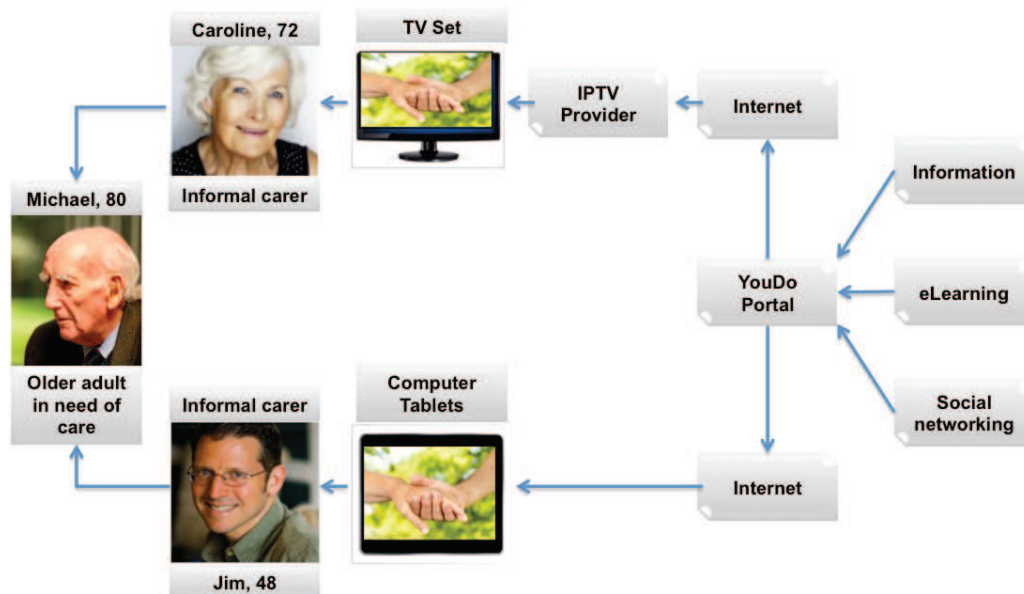 Caroline, 72
TV Set
IPTV
Provider
Internet
Information
Informal carer
Michael, 80
YouDo
Portal
eLearning
Older adult
in need of
care
Informal carer
Computer
Tablets
Social
networking
Internet
Jim, 48